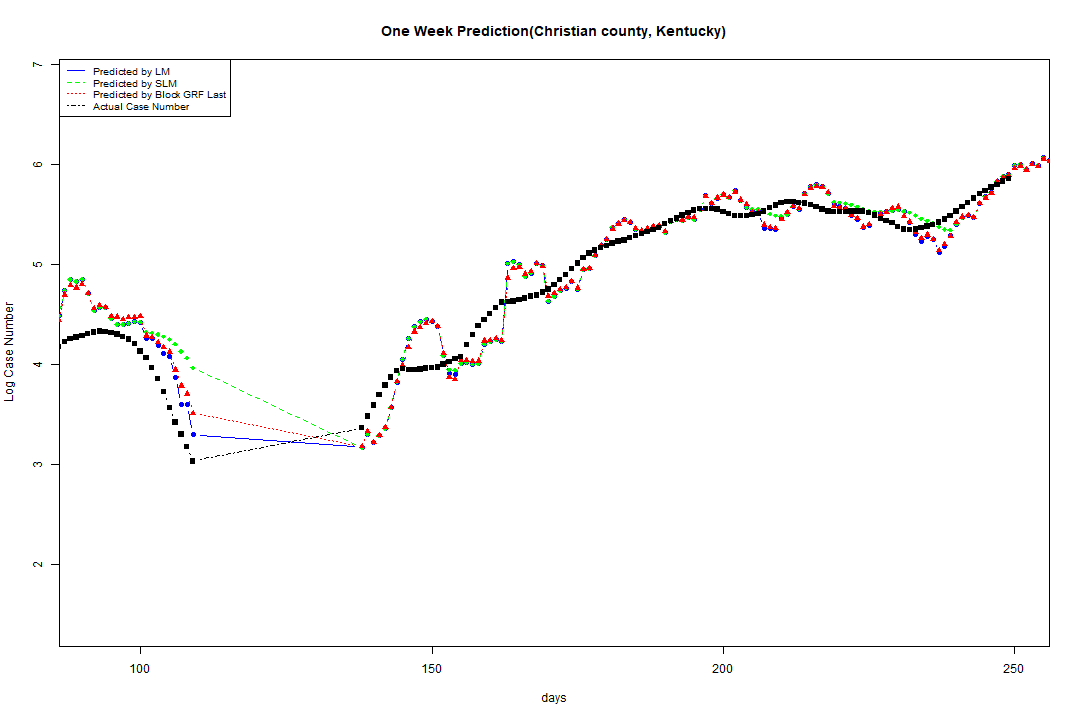 One Week Prediction(Christian county, Kentucky)
Predicted by LM
Predicted by SLM
Predicted by Block GRF Last
Actual Case Number
7
6
5
4
3
2
Log Case Number
100 150 200 250
days